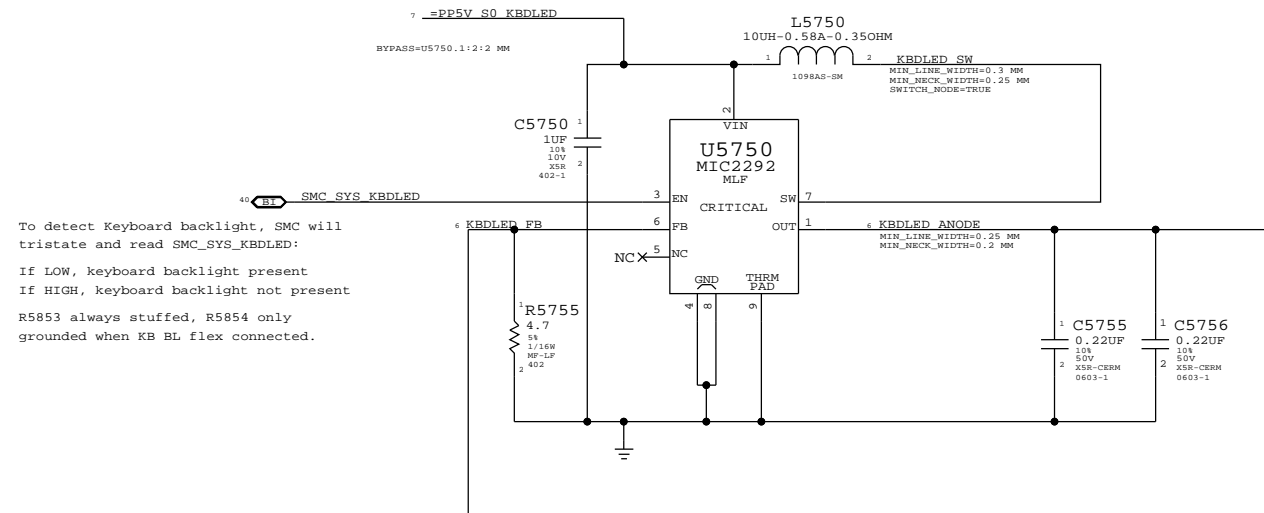 7 =PP5V_S0_KBDLED
BYPASS=U5750.1:2:2 MM
L5750
10UH-0.58A-0.35OHM
1 2
1098AS-SM
KBDLED_SW
MIN_LINE_WIDTH=0.3 MM
MIN_NECK_WIDTH=0.25 MM
SWITCH_NODE=TRUE
C5750
1UF
10%
10V
X5R
402-1
1
2
2
VIN
U5750
MIC2292
MLF
CRITICAL
40 BI SMC_SYS_KBDLED
3 EN
SW 7
6 KBDLED_FB
6 FB
OUT 1
NC 5 NC
GND
THRM
PAD
4 8 9
6 KBDLED_ANODE
MIN_LINE_WIDTH=0.25 MM
MIN_NECK_WIDTH=0.2 MM
To detect Keyboard backlight, SMC will
tristate and read SMC_SYS_KBDLED:
If LOW, keyboard backlight present
If HIGH, keyboard backlight not present
R5853 always stuffed, R5854 only
grounded when KB BL flex connected.
1
R5755
4.7
5%
1/16W
MF-LF
402
2
1
C5755
0.22UF
10%
50V
X5R-CERM
0603-1
2
1
C5756
0.22UF
10%
50V
X5R-CERM
0603-1
2